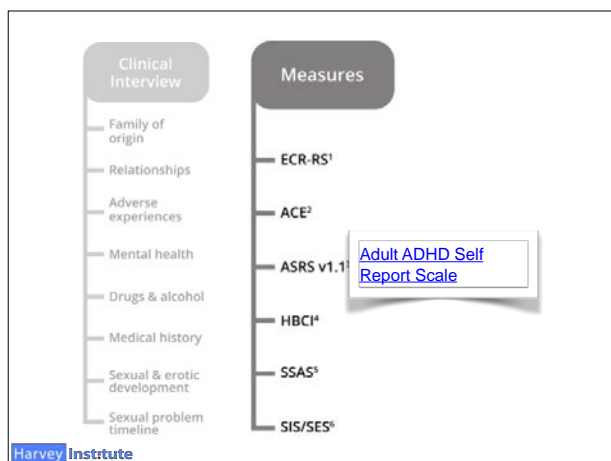 Clinical
Interview
Family of
origin
Relationships
Adverse
experiences
Mental health
Drugs & alcohol
Medical history
Sexual & erotic
development
Sexual problem
timeline
Measures
ECR-RS¹
ACE²
ASRS v1.1³
Adult ADHD Self
Report Scale
HBCI⁴
SSAS⁵
SIS/SES⁶
Harvey Institute